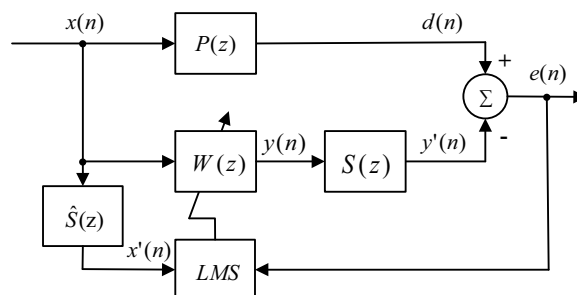 x(n)
P(z)
d(n)
+
e(n)
Σ
-
W(z)
y(n)
S(z)
y'(n)
Ŝ(z)
x'(n)
LMS